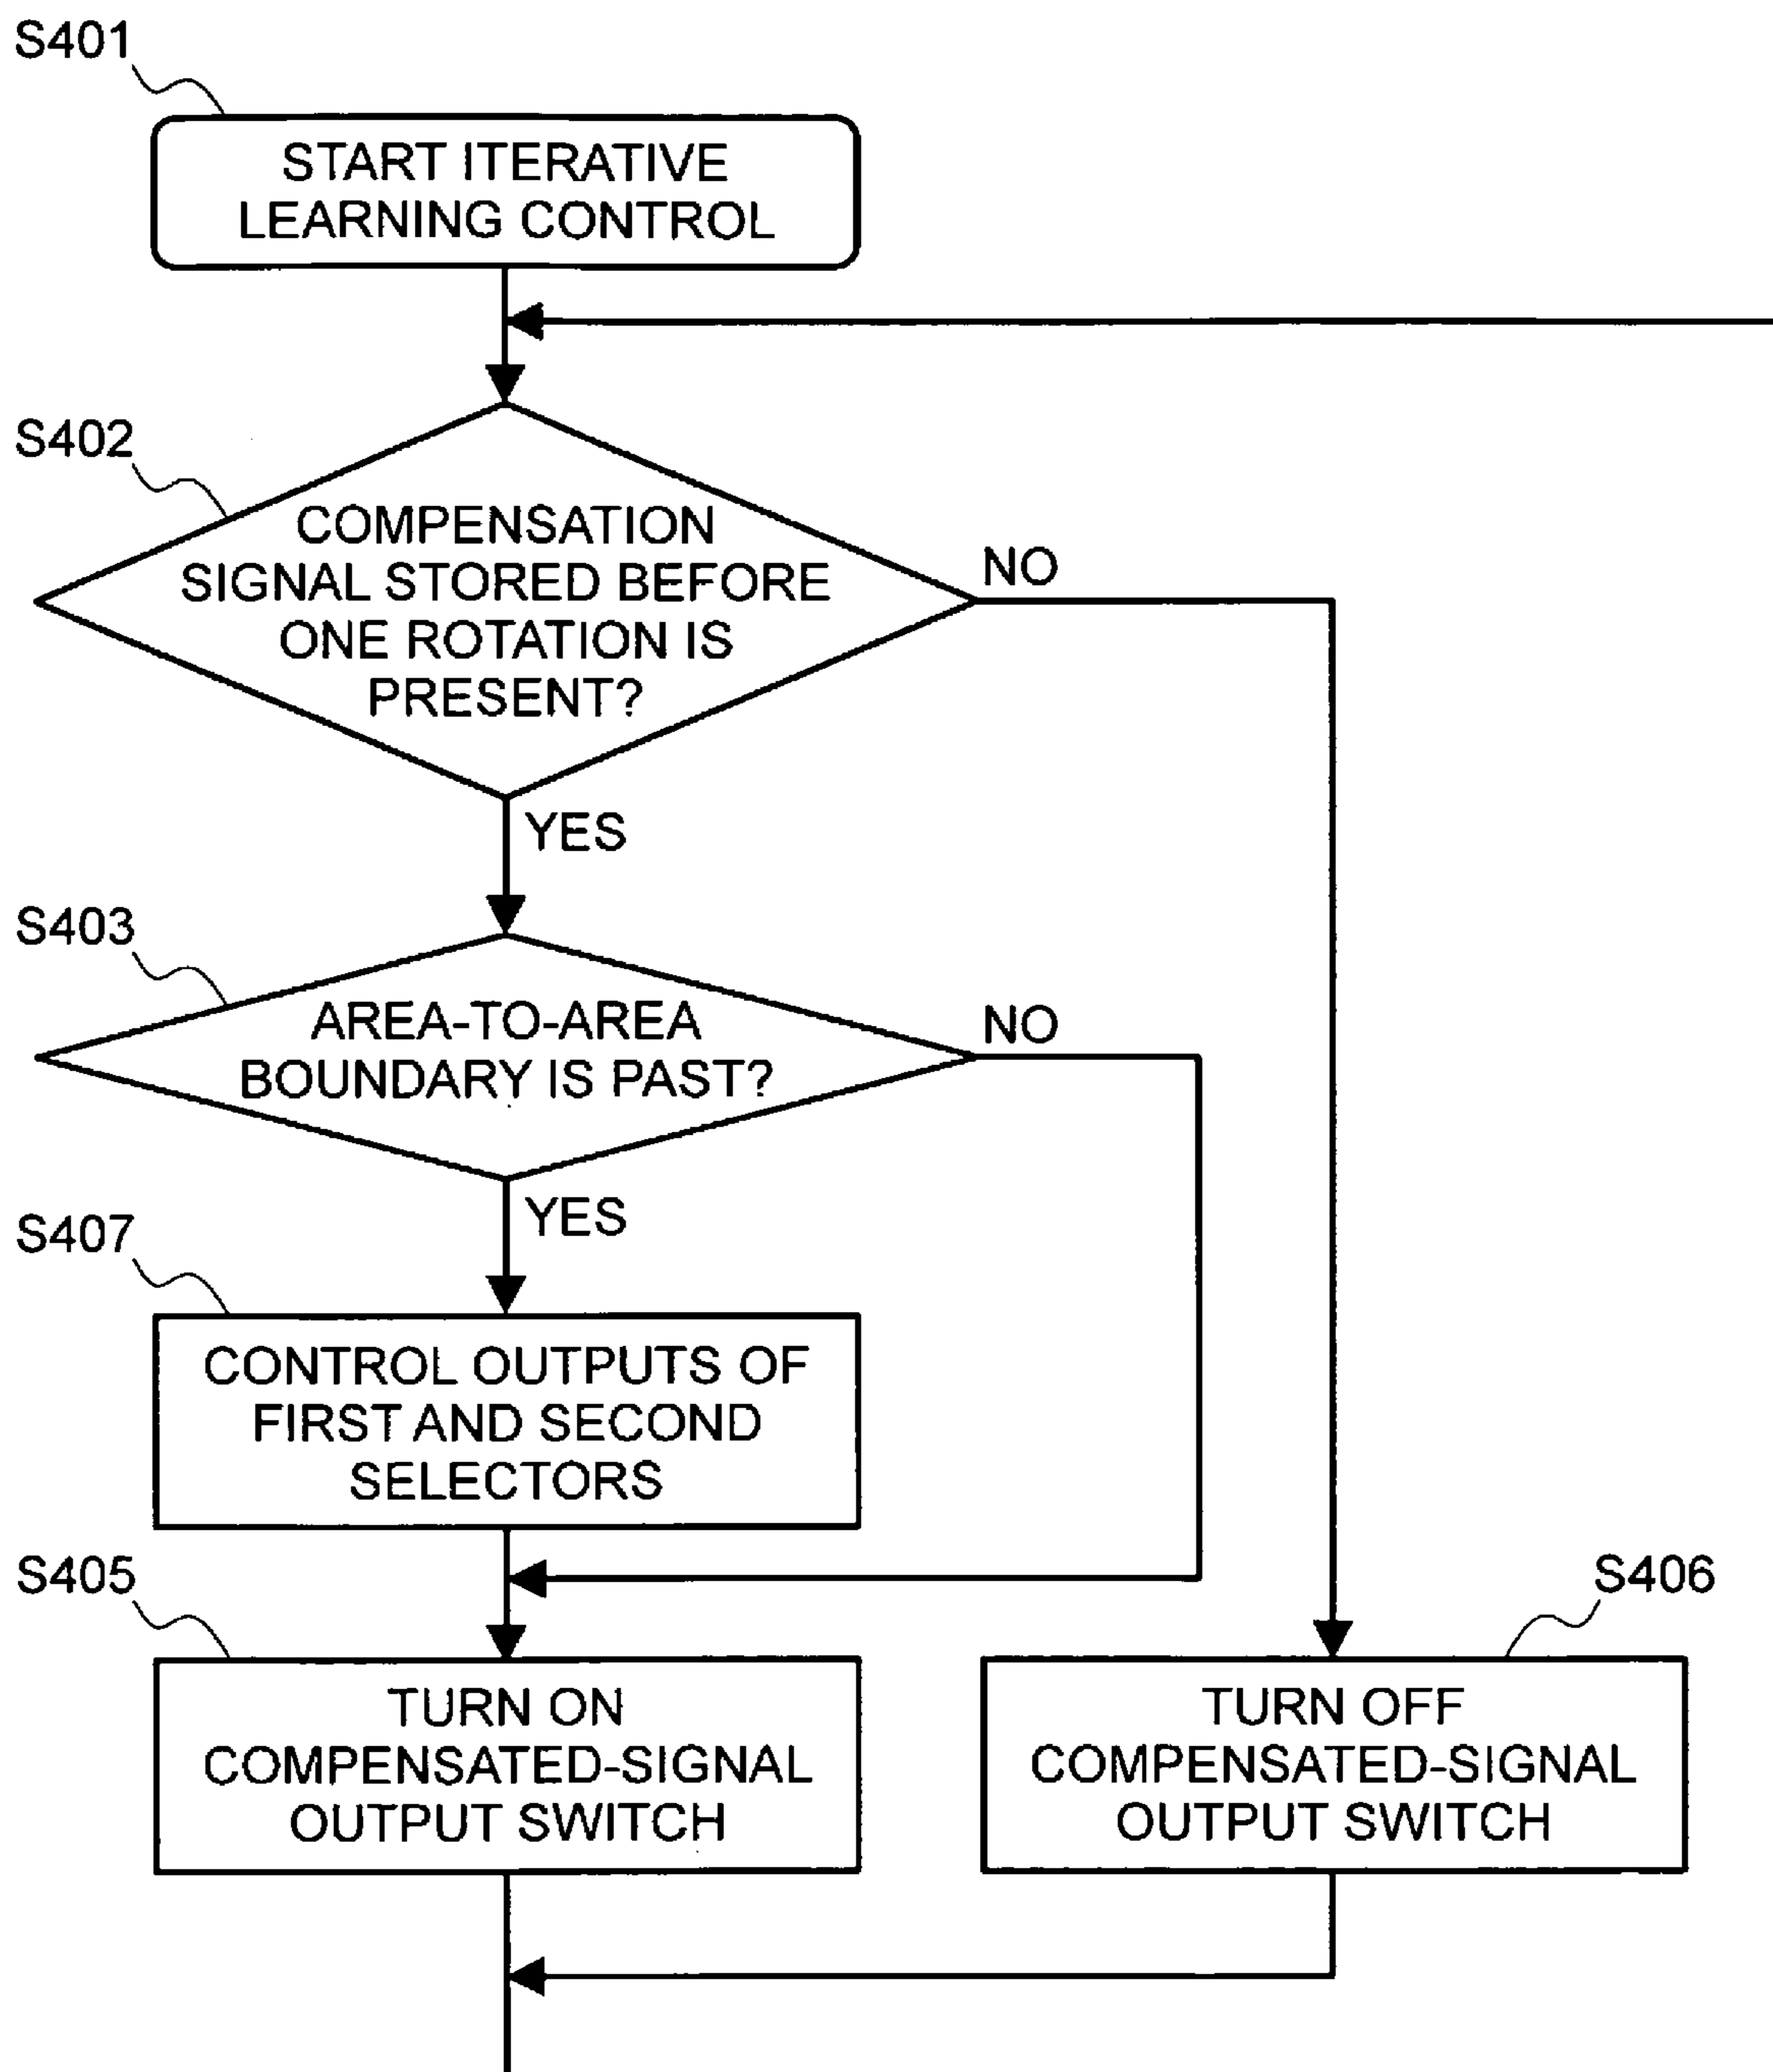 S401
START ITERATIVE
LEARNING CONTROL
S402
COMPENSATION
SIGNAL STORED BEFORE
ONE ROTATION IS
PRESENT?
NO
YES
S403
AREA-TO-AREA
BOUNDARY IS PAST?
NO
YES
S407
CONTROL OUTPUTS OF
FIRST AND SECOND
SELECTORS
S405
TURN ON
COMPENSATED-SIGNAL
OUTPUT SWITCH
S406
TURN OFF
COMPENSATED-SIGNAL
OUTPUT SWITCH